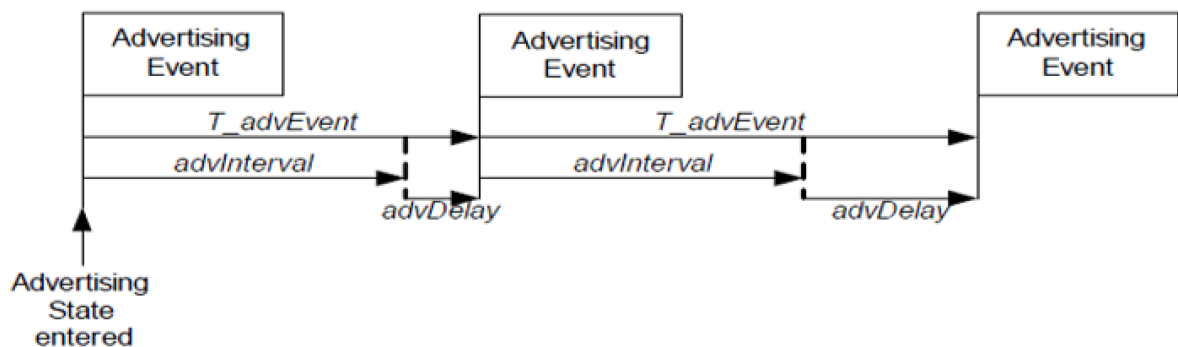 Advertising
Event
Advertising
Event
Advertising
Event
T_advEvent
T_advEvent
advInterval
advInterval
advDelay
advDelay
Advertising
State
entered